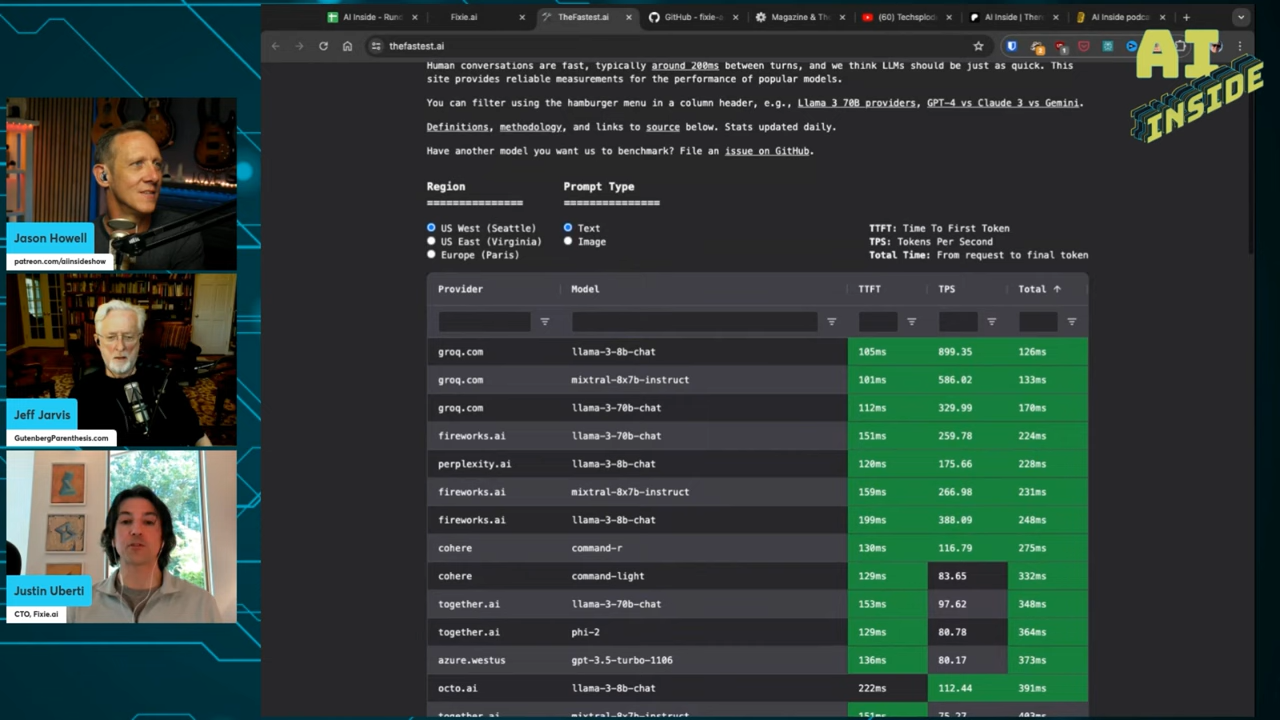 AI Inside - Run
Fixie.ai
TheFastest.ai
GitHub - fixie-
Magazine & Th
(60) Techsplod
AI Inside | Ther
AI Inside podc
thefastest.ai
AI
INSIDE
Human conversations are fast, typically around 200ms between turns, and we think LLMs should be just as quick. This
site provides reliable measurements for the performance of popular models.
You can filter using the hamburger menu in a column header, e.g., Llama 3 70B providers, GPT-4 vs Claude 3 vs Gemini.
Definitions, methodology, and links to source below. Stats updated daily.
Have another model you want us to benchmark? File an issue on GitHub.
Region
===============
US West (Seattle)
US East (Virginia)
Europe (Paris)
Prompt Type
===============
Text
Image
TTFT: Time To First Token
TPS: Tokens Per Second
Total Time: From request to final token
Provider Model TTFT TPS Total ↑
groq.com llama-3-8b-chat 105ms 899.35 126ms
groq.com mixtral-8x7b-instruct 101ms 586.02 133ms
groq.com llama-3-70b-chat 112ms 329.99 170ms
fireworks.ai llama-3-70b-chat 151ms 259.78 224ms
perplexity.ai llama-3-8b-chat 120ms 175.66 228ms
fireworks.ai mixtral-8x7b-instruct 159ms 266.98 231ms
fireworks.ai llama-3-8b-chat 199ms 388.09 248ms
cohere command-r 130ms 116.79 275ms
cohere command-light 129ms 83.65 332ms
together.ai llama-3-70b-chat 153ms 97.62 348ms
together.ai phi-2 129ms 80.78 364ms
azure.westus gpt-3.5-turbo-1106 136ms 80.17 373ms
octo.ai llama-3-8b-chat 222ms 112.44 391ms
together.ai mixtral-8x7b-instruct 151ms 75.27 403ms
Jason Howell
patreon.com/aiinsideshow
Jeff Jarvis
GutenbergParenthesis.com
Justin Uberti
CTO, Fixie.ai